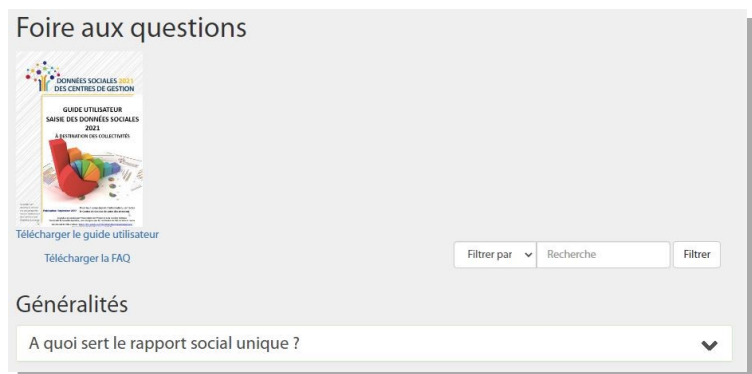 Foire aux questions
DONNÉES SOCIALES 2021
DES CENTRES DE GESTION
GUIDE UTILISATEUR
SAISIE DES DONNÉES SOCIALES
2021
À DESTINATION DES COLLECTIVITÉS
Télécharger le guide utilisateur
Télécharger la FAQ
Filtrer par
Recherche
Filtrer
Généralités
A quoi sert le rapport social unique ?